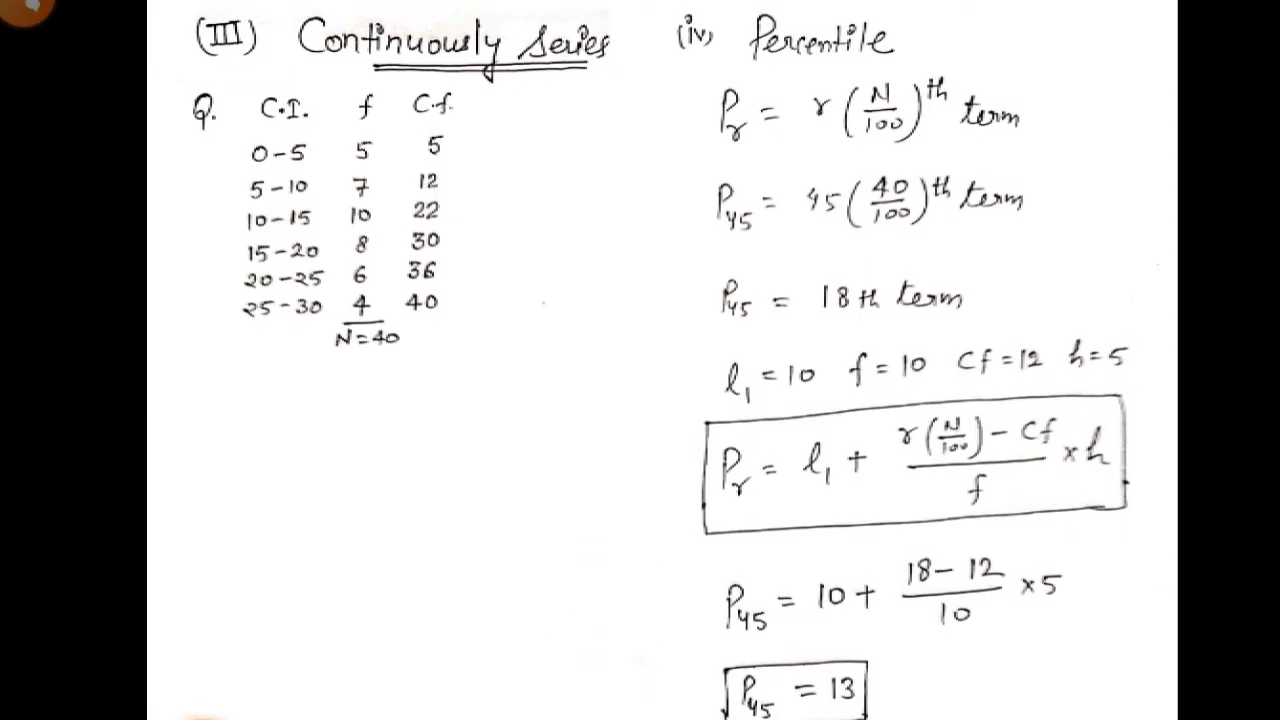 (III) Continuously Series
Q. C.I. f C.f.
0-5 5 5
5-10 7 12
10-15 10 22
15-20 8 30
20-25 6 36
25-30 4 40
N=40
(iv) Percentile
Pr = r (N/100)th term
P45 = 45 (40/100)th term
P45 = 18th term
l1 = 10 f = 10 Cf = 12 h = 5
Pr = l1 + (r(N/100) - Cf)/f × h
P45 = 10 + (18 - 12)/10 × 5
P45 = 13